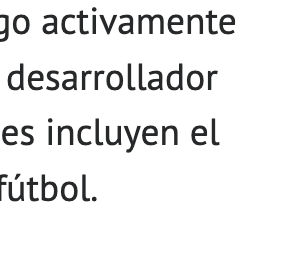 go activamente
desarrollador
es incluyen el
fútbol.